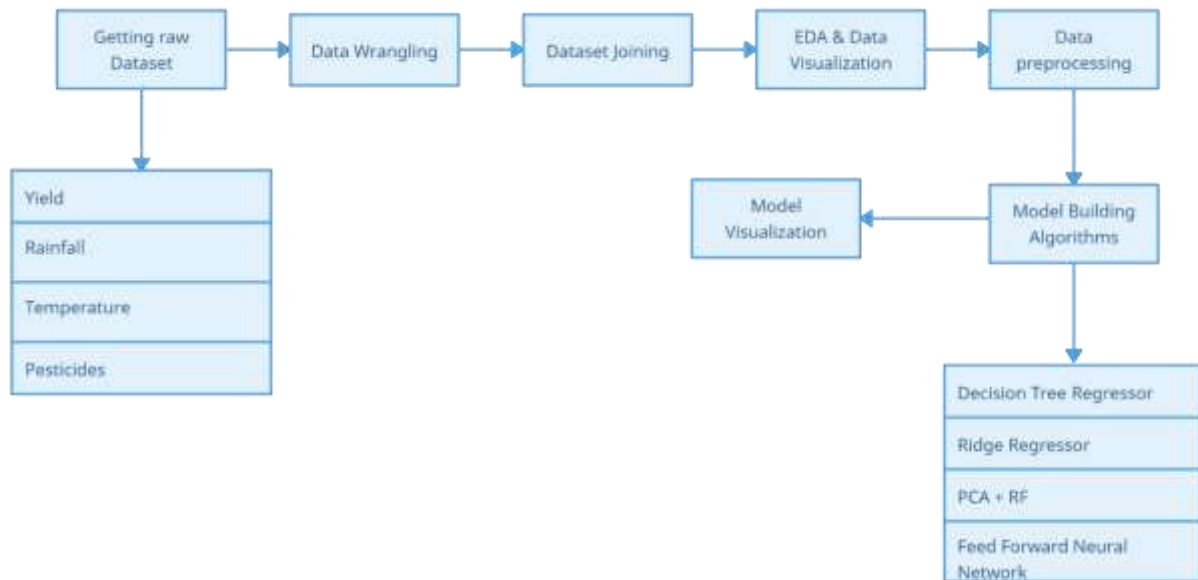 Getting raw
Dataset
Data Wrangling
Dataset Joining
EDA & Data
Visualization
Data
preprocessing
Yield
Rainfall
Temperature
Pesticides
Model
Visualization
Model Building
Algorithms
Decision Tree Regressor
Ridge Regressor
PCA + RF
Feed Forward Neural
Network